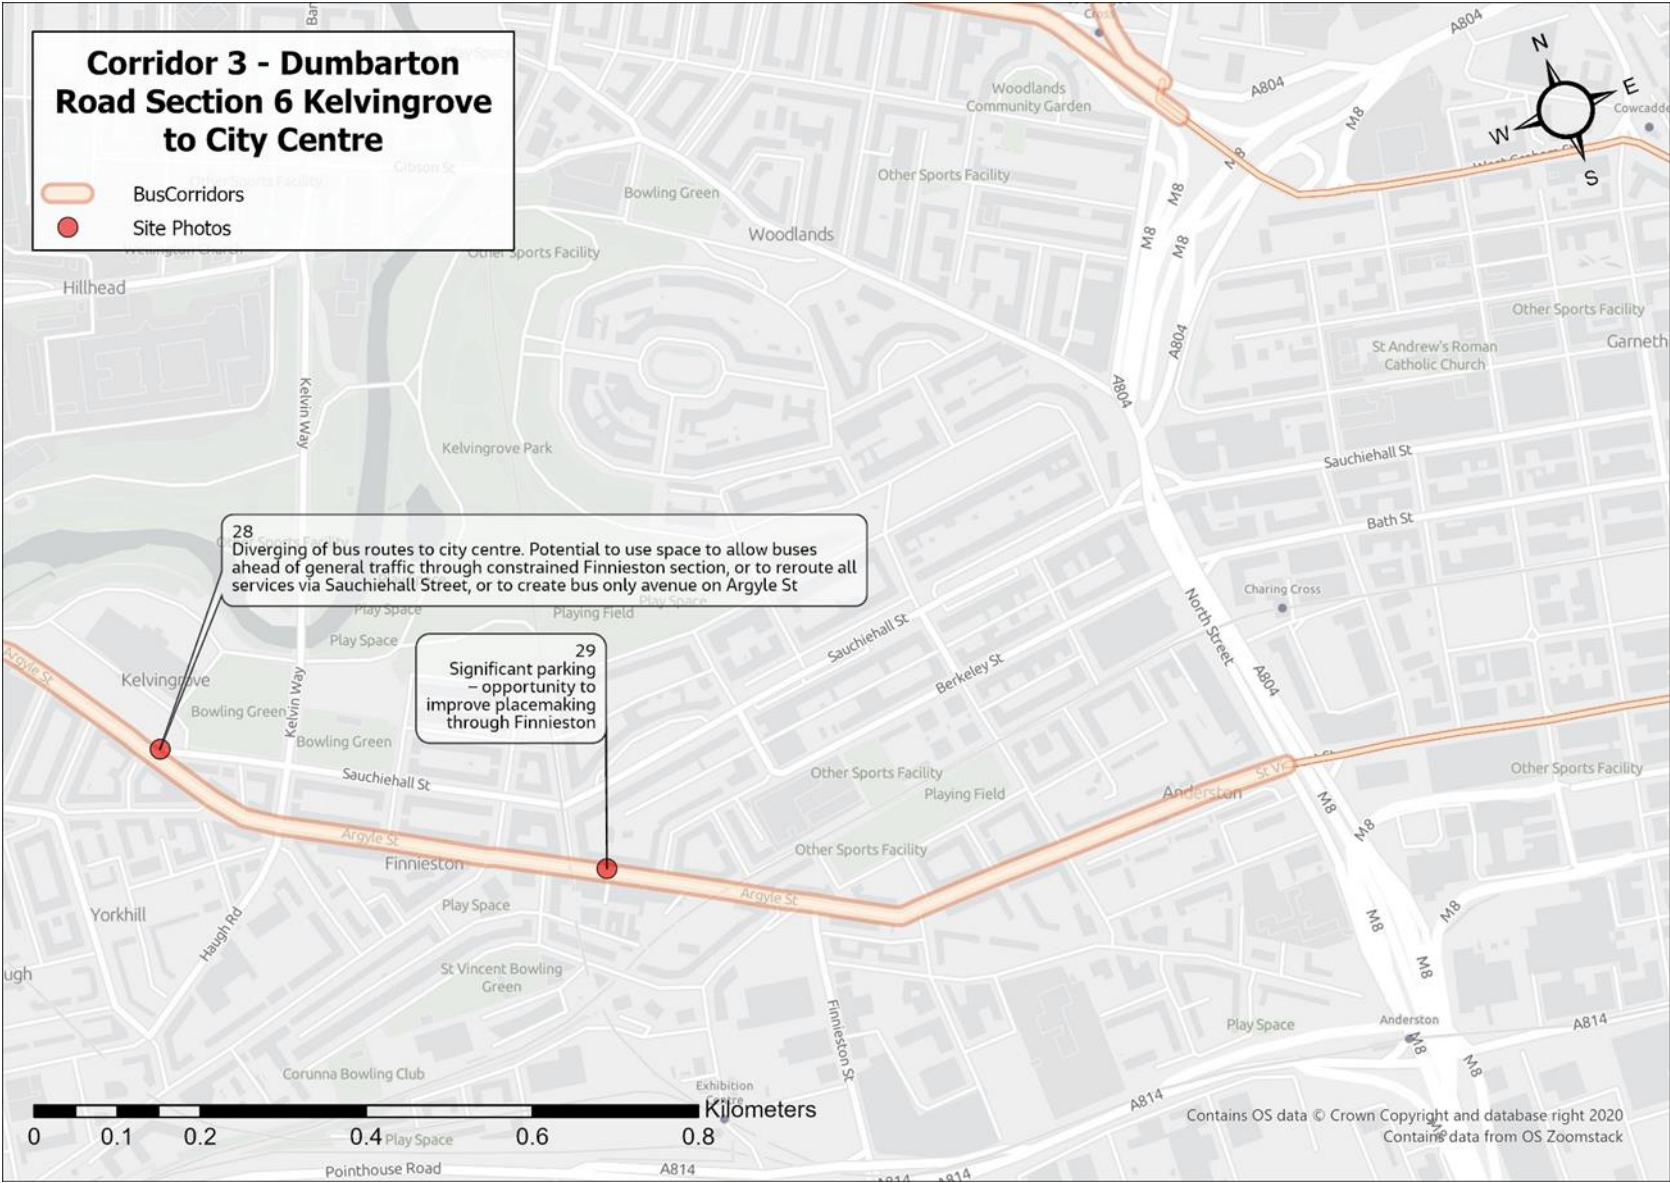 Corridor 3 - Dumbarton
Road Section 6 Kelvingrove
to City Centre
BusCorridors
Site Photos
N
E
W
S
A804
A804
M8
Woodlands
Community Garden
Other Sports Facility
Bowling Green
Gibson St
Woodlands
Other Sports Facility
M8
M8
M8
Hillhead
Other Sports Facility
A804
St Andrew's Roman
Catholic Church
A804
Kelvin Way
Kelvingrove Park
Sauchiehall St
Bath St
28
Diverging of bus routes to city centre. Potential to use space to allow buses
ahead of general traffic through constrained Finnieston section, or to reroute all
services via Sauchiehall Street, or to create bus only avenue on Argyle St
Play Space
Playing Field
Play Space
Charing Cross
Play Space
Sauchiehall St
North Street
29
Significant parking
– opportunity to
improve placemaking
through Finnieston
Argyle St
Kelvingrove
Berkeley St
A804
Bowling Green
Kelvin Way
Bowling Green
Sauchiehall St
Other Sports Facility
Playing Field
Anderston
Other Sports Facility
M8
M8
Argyle St
Finnieston
Other Sports Facility
Argyle St
Play Space
Yorkhill
Haugh Rd
M8
M8
M8
St Vincent Bowling
Green
Finnieston St
Play Space
Anderston
A814
M8
M8
Corunna Bowling Club
Exhibition
A814
Kilometers
0 0.1 0.2 0.4 0.6 0.8
Play Space
Contains OS data © Crown Copyright and database right 2020
Contains data from OS Zoomstack
Pointhouse Road
A814
A814